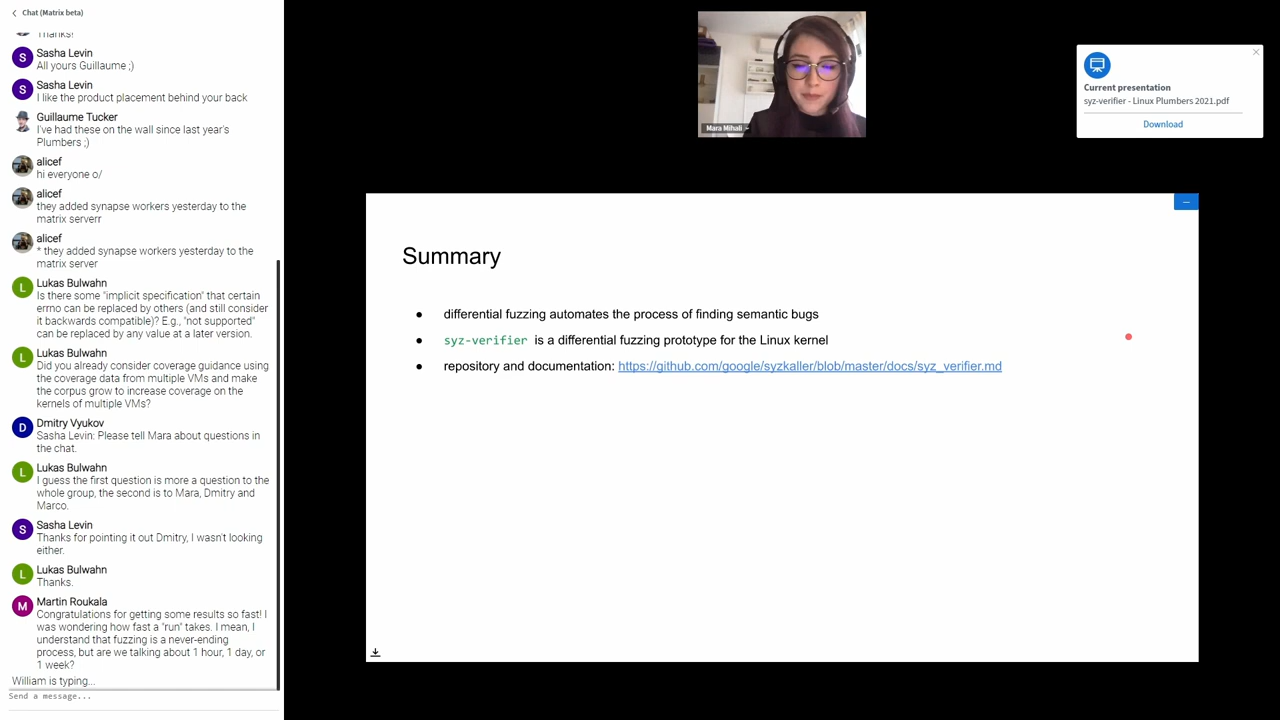 Chat (Matrix beta)
Thanks!
Sasha Levin
All yours Guillaume ;)
Sasha Levin
I like the product placement behind your back
Guillaume Tucker
I've had these on the wall since last year's
Plumbers ;)
alicef
hi everyone o/
alicef
they added synapse workers yesterday to the
matrix serverr
alicef
* they added synapse workers yesterday to the
matrix server
Lukas Bulwahn
Is there some "implicit specification" that certain
errno can be replaced by others (and still consider
it backwards compatible)? E.g., "not supported"
can be replaced by any value at a later version.
Lukas Bulwahn
Did you already consider coverage guidance using
the coverage data from multiple VMs and make
the corpus grow to increase coverage on the
kernels of multiple VMs?
Dmitry Vyukov
Sasha Levin: Please tell Mara about questions in
the chat.
Lukas Bulwahn
I guess the first question is more a question to the
whole group, the second is to Mara, Dmitry and
Marco.
Sasha Levin
Thanks for pointing it out Dmitry, I wasn't looking
either.
Lukas Bulwahn
Thanks.
Martin Roukala
Congratulations for getting some results so fast! I
was wondering how fast a "run" takes. I mean, I
understand that fuzzing is a never-ending
process, but are we talking about 1 hour, 1 day, or
1 week?
William is typing...
Send a message...
Mara Mihali
Current presentation
syz-verifier - Linux Plumbers 2021.pdf
Download
Summary
● differential fuzzing automates the process of finding semantic bugs
● syz-verifier is a differential fuzzing prototype for the Linux kernel
● repository and documentation: https://github.com/google/syzkaller/blob/master/docs/syz_verifier.md
S
S
L
L
D
L
S
L
M